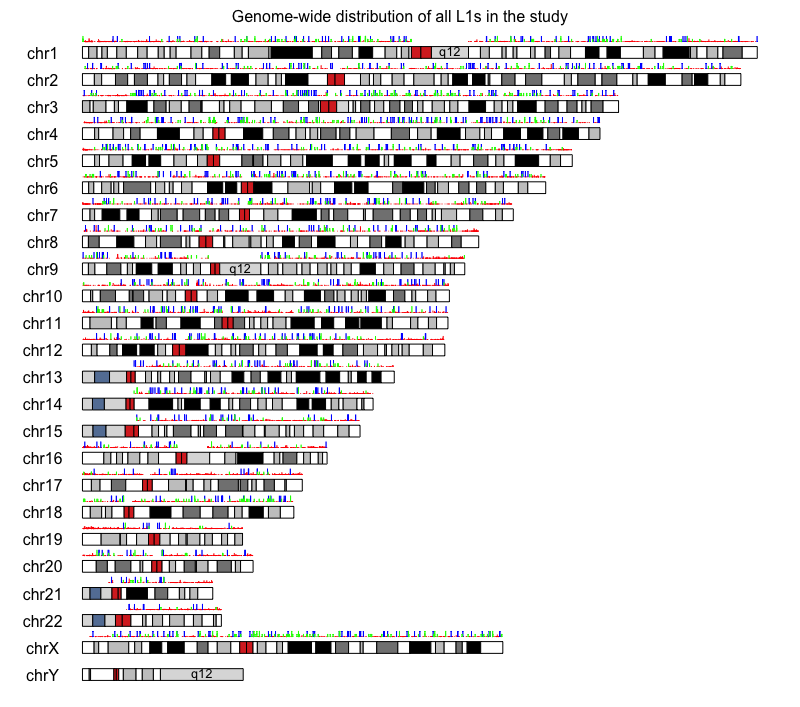 Genome-wide distribution of all L1s in the study
chr1 q12
chr2
chr3
chr4
chr5
chr6
chr7
chr8
chr9 q12
chr10
chr11
chr12
chr13
chr14
chr15
chr16
chr17
chr18
chr19
chr20
chr21
chr22
chrX
chrY q12